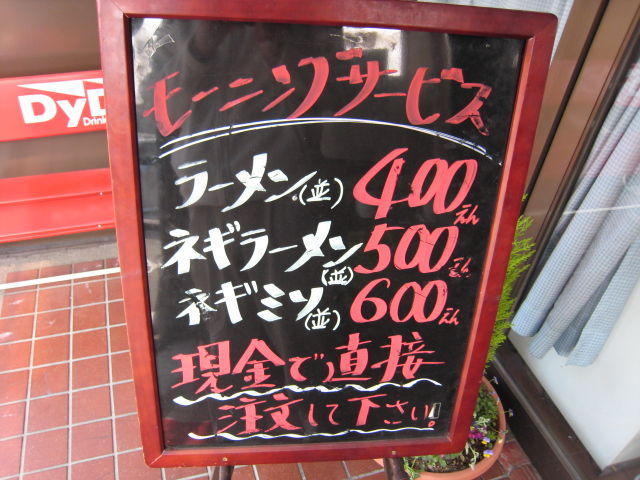 モーニングサービス
ラーメン(並) 400えん
ネギラーメン(並) 500えん
ネギミソ(並) 600えん
現金で直接
注文して下さい。
DyD
Drink